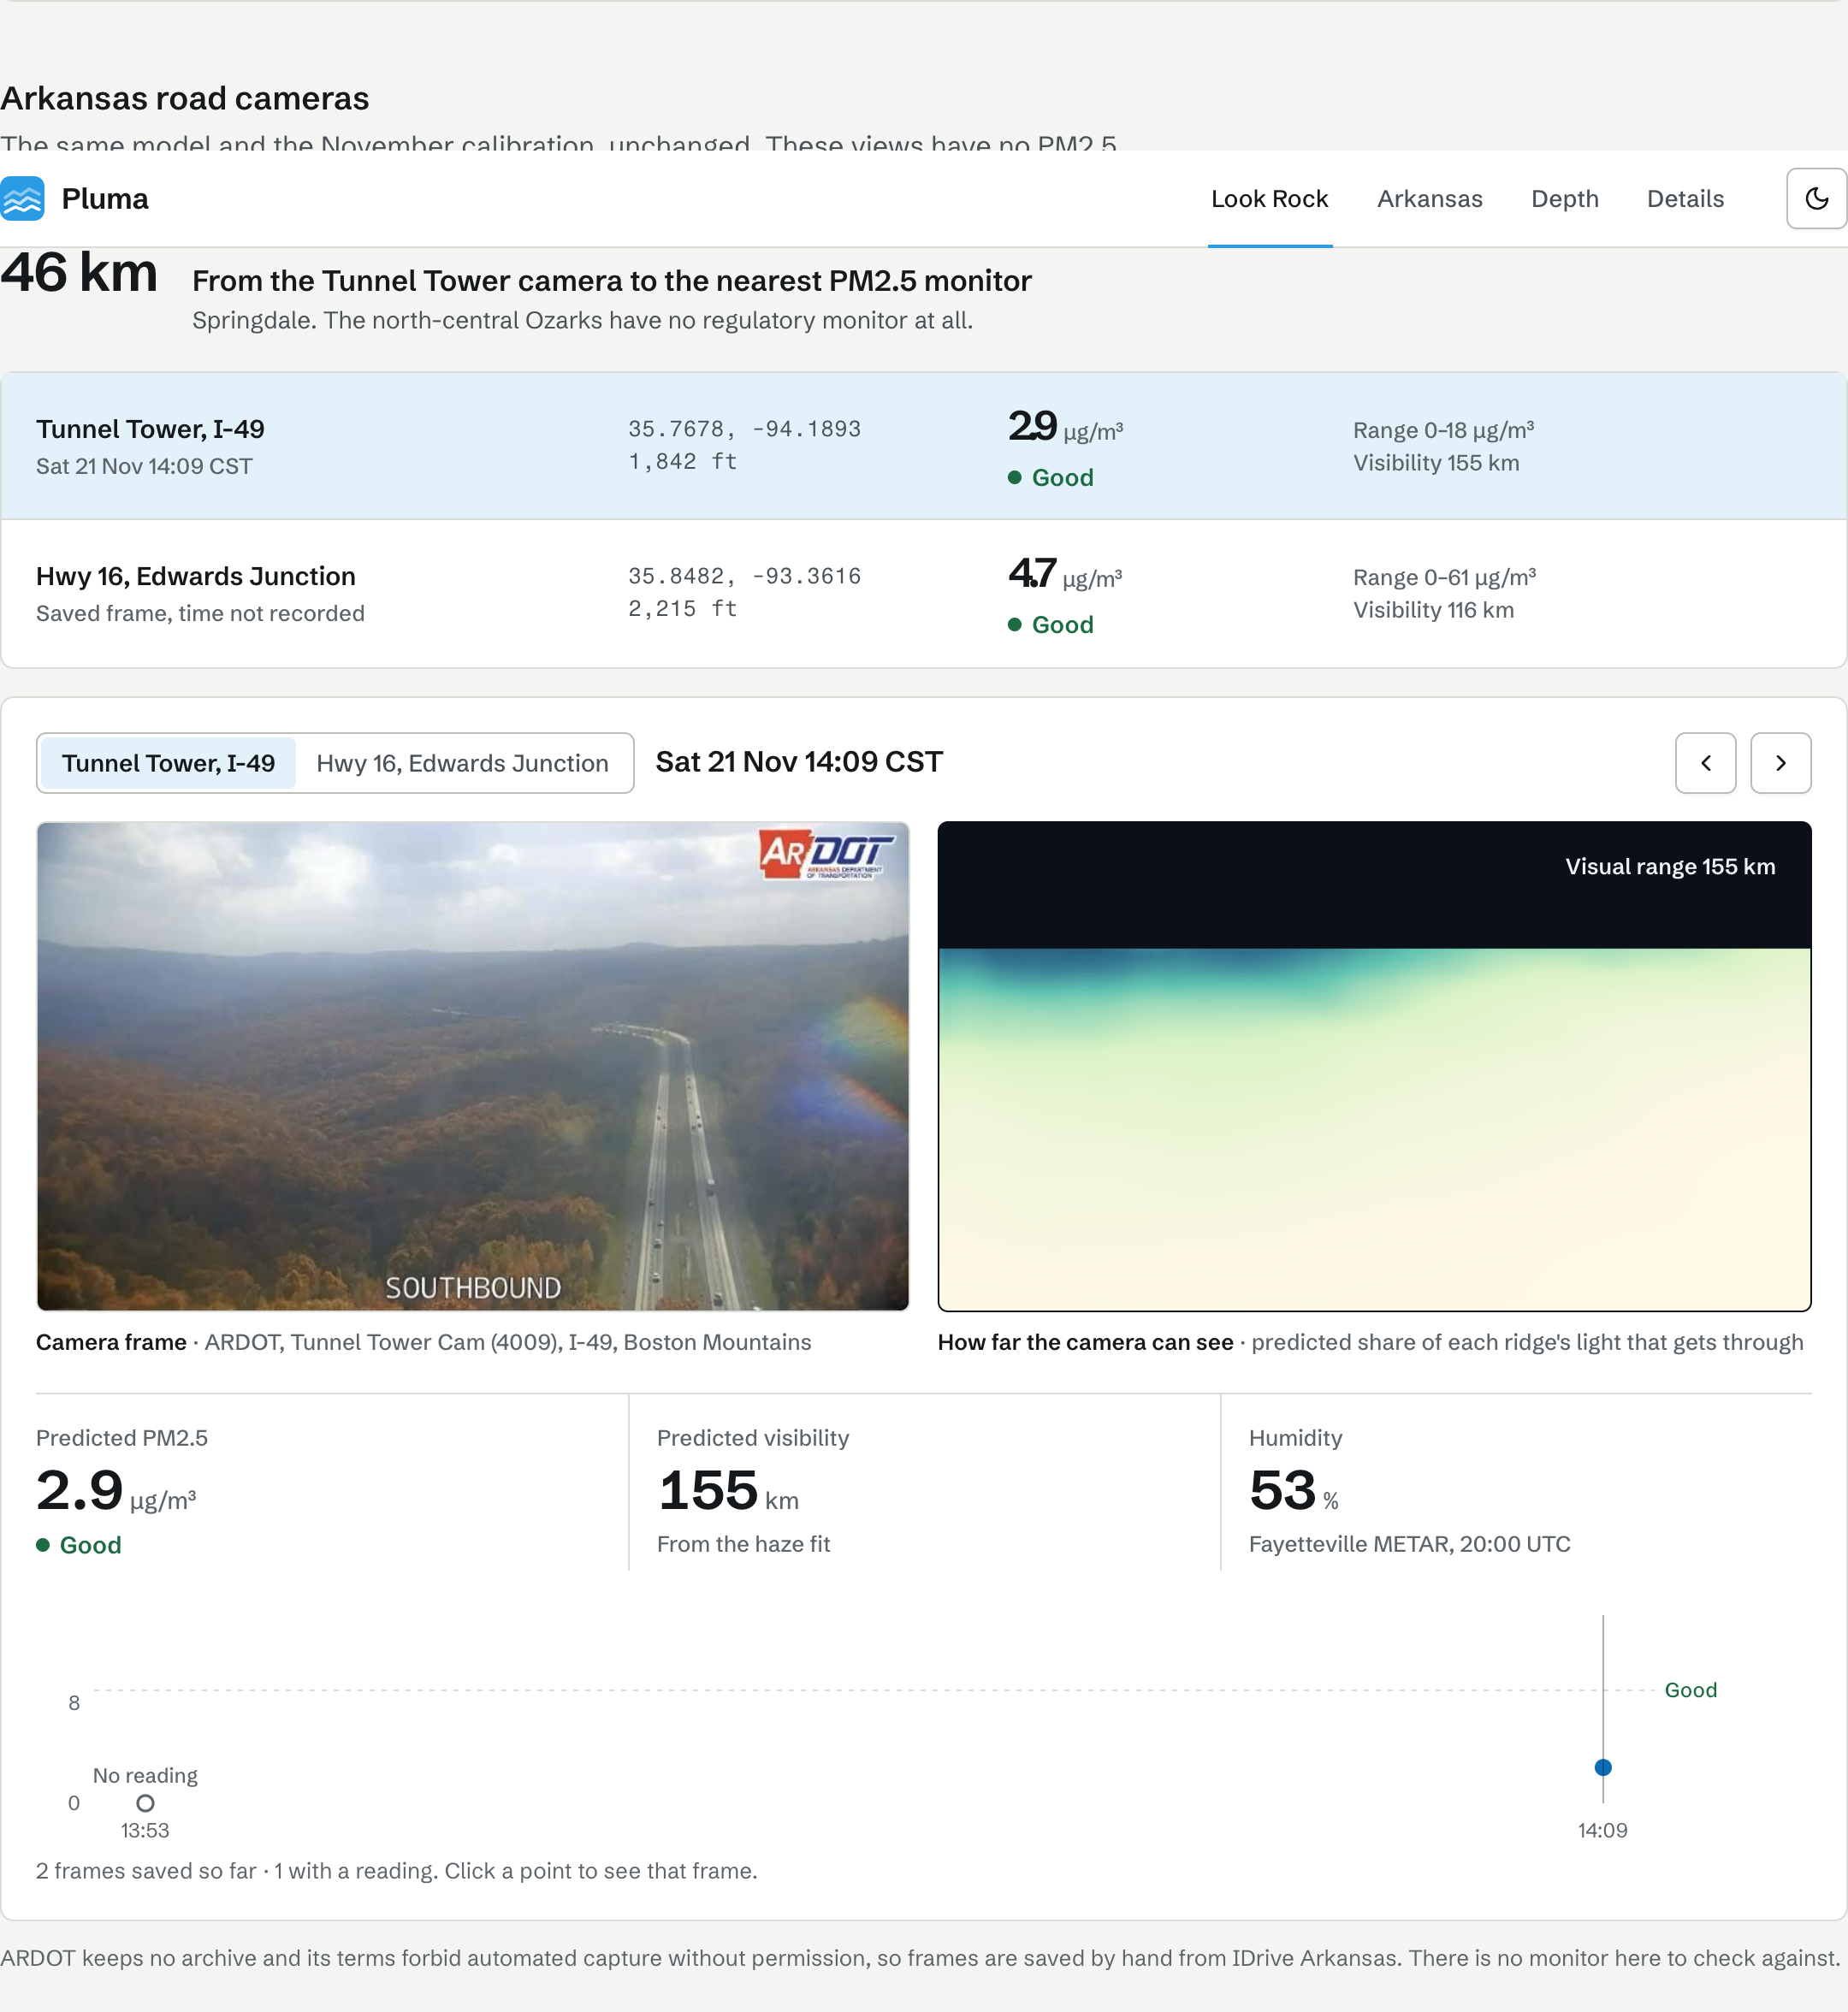 Arkansas road cameras
The same model and the November calibration, unchanged. These views have no PM2.5
Pluma
Look Rock
Arkansas
Depth
Details
46 km
From the Tunnel Tower camera to the nearest PM2.5 monitor
Springdale. The north-central Ozarks have no regulatory monitor at all.
Tunnel Tower, I-49
Sat 21 Nov 14:09 CST
35.7678, -94.1893
1,842 ft
2.9 µg/m³
Good
Range 0–18 µg/m³
Visibility 155 km
Hwy 16, Edwards Junction
Saved frame, time not recorded
35.8482, -93.3616
2,215 ft
4.7 µg/m³
Good
Range 0–61 µg/m³
Visibility 116 km
Tunnel Tower, I-49
Hwy 16, Edwards Junction
Sat 21 Nov 14:09 CST
ARDOT
ARKANSAS DEPARTMENT
OF TRANSPORTATION
SOUTHBOUND
Visual range 155 km
Camera frame · ARDOT, Tunnel Tower Cam (4009), I-49, Boston Mountains
How far the camera can see · predicted share of each ridge's light that gets through
Predicted PM2.5
2.9 µg/m³
Good
Predicted visibility
155 km
From the haze fit
Humidity
53 %
Fayetteville METAR, 20:00 UTC
8
Good
No reading
0
13:53
14:09
2 frames saved so far · 1 with a reading. Click a point to see that frame.
ARDOT keeps no archive and its terms forbid automated capture without permission, so frames are saved by hand from IDrive Arkansas. There is no monitor here to check against.